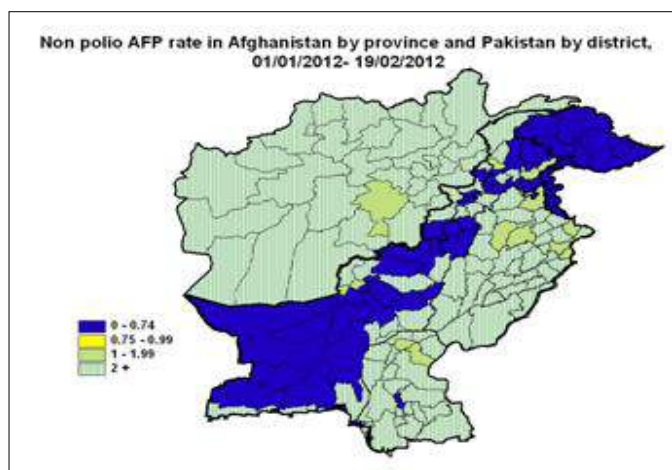 Non polio AFP rate in Afghanistan by province and Pakistan by district,
01/01/2012- 19/02/2012
0 - 0.74
0.75 - 0.99
1 - 1.99
2 +